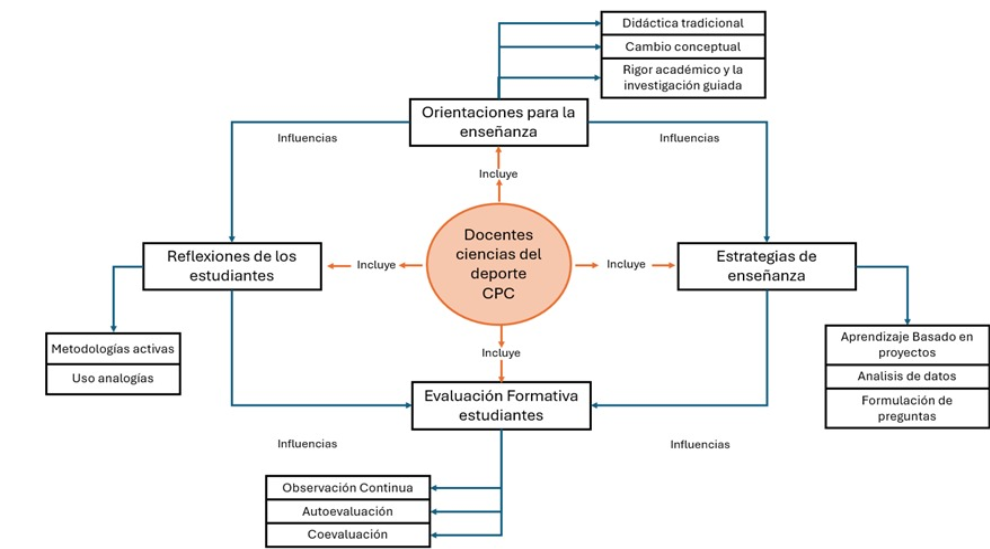 Didáctica tradicional
Cambio conceptual
Rigor académico y la
investigación guiada
Orientaciones para la
enseñanza
Influencias
Influencias
Incluye
Docentes
ciencias del
deporte
CPC
Reflexiones de los
estudiantes
Incluye
Incluye
Estrategias de
enseñanza
Metodologías activas
Uso analogías
Incluye
Aprendizaje Basado en
proyectos
Analisis de datos
Formulación de
preguntas
Evaluación Formativa
estudiantes
Influencias
Influencias
Observación Continua
Autoevaluación
Coevaluación